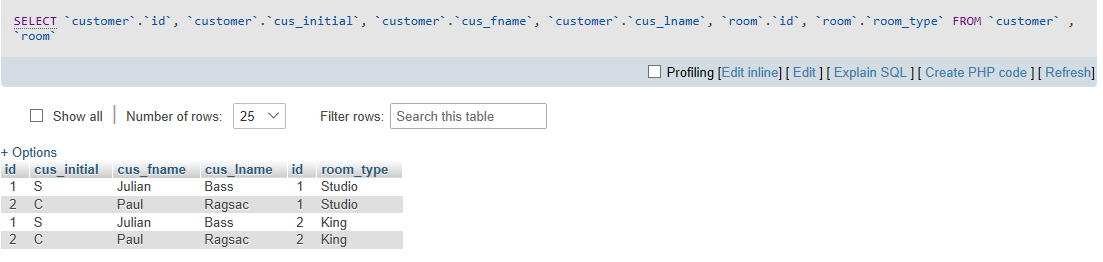 SELECT `customer`.`id`, `customer`.`cus_initial`, `customer`.`cus_fname`, `customer`.`cus_lname`, `room`.`id`, `room`.`room_type` FROM `customer` ,
`room`
Profiling [Edit inline] [ Edit ] [ Explain SQL ] [ Create PHP code ] [ Refresh]
Show all | Number of rows: 25 Filter rows: Search this table
+ Options
id cus_initial cus_fname cus_lname id room_type
1 S Julian Bass 1 Studio
2 C Paul Ragsac 1 Studio
1 S Julian Bass 2 King
2 C Paul Ragsac 2 King